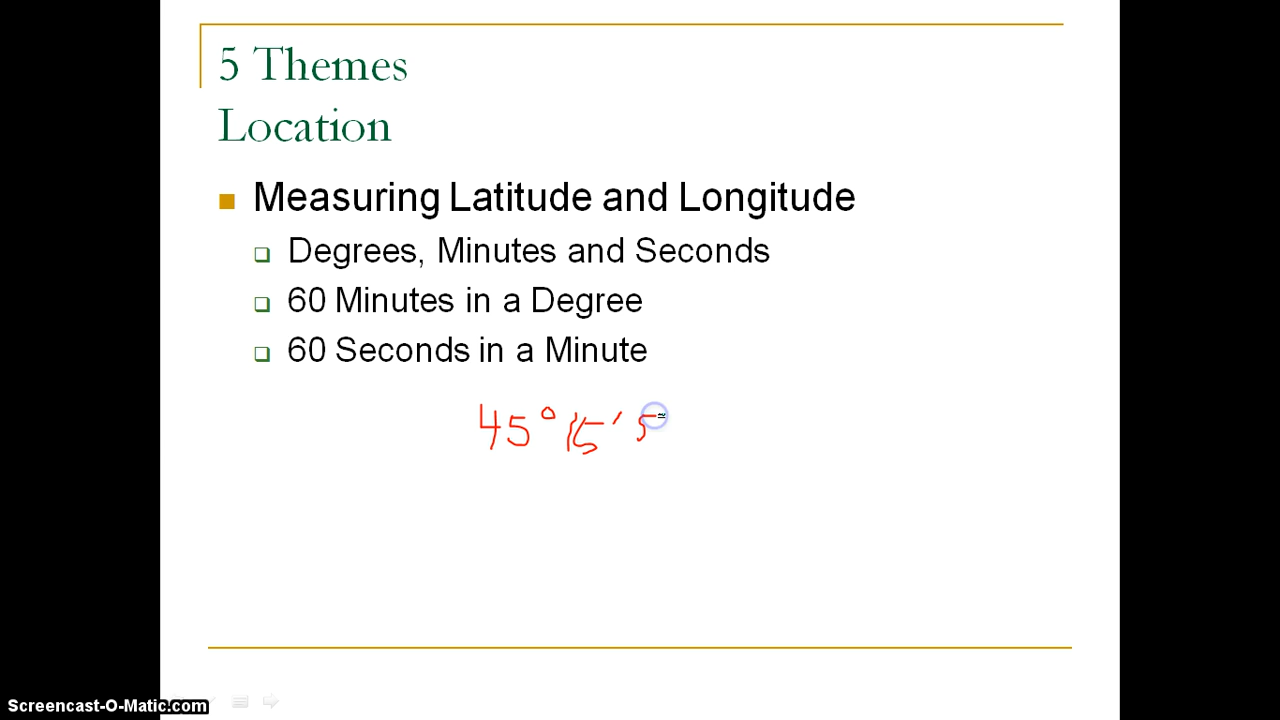 5 Themes
Location
Measuring Latitude and Longitude
Degrees, Minutes and Seconds
60 Minutes in a Degree
60 Seconds in a Minute
45° 15' 5
Screencast-O-Matic.com